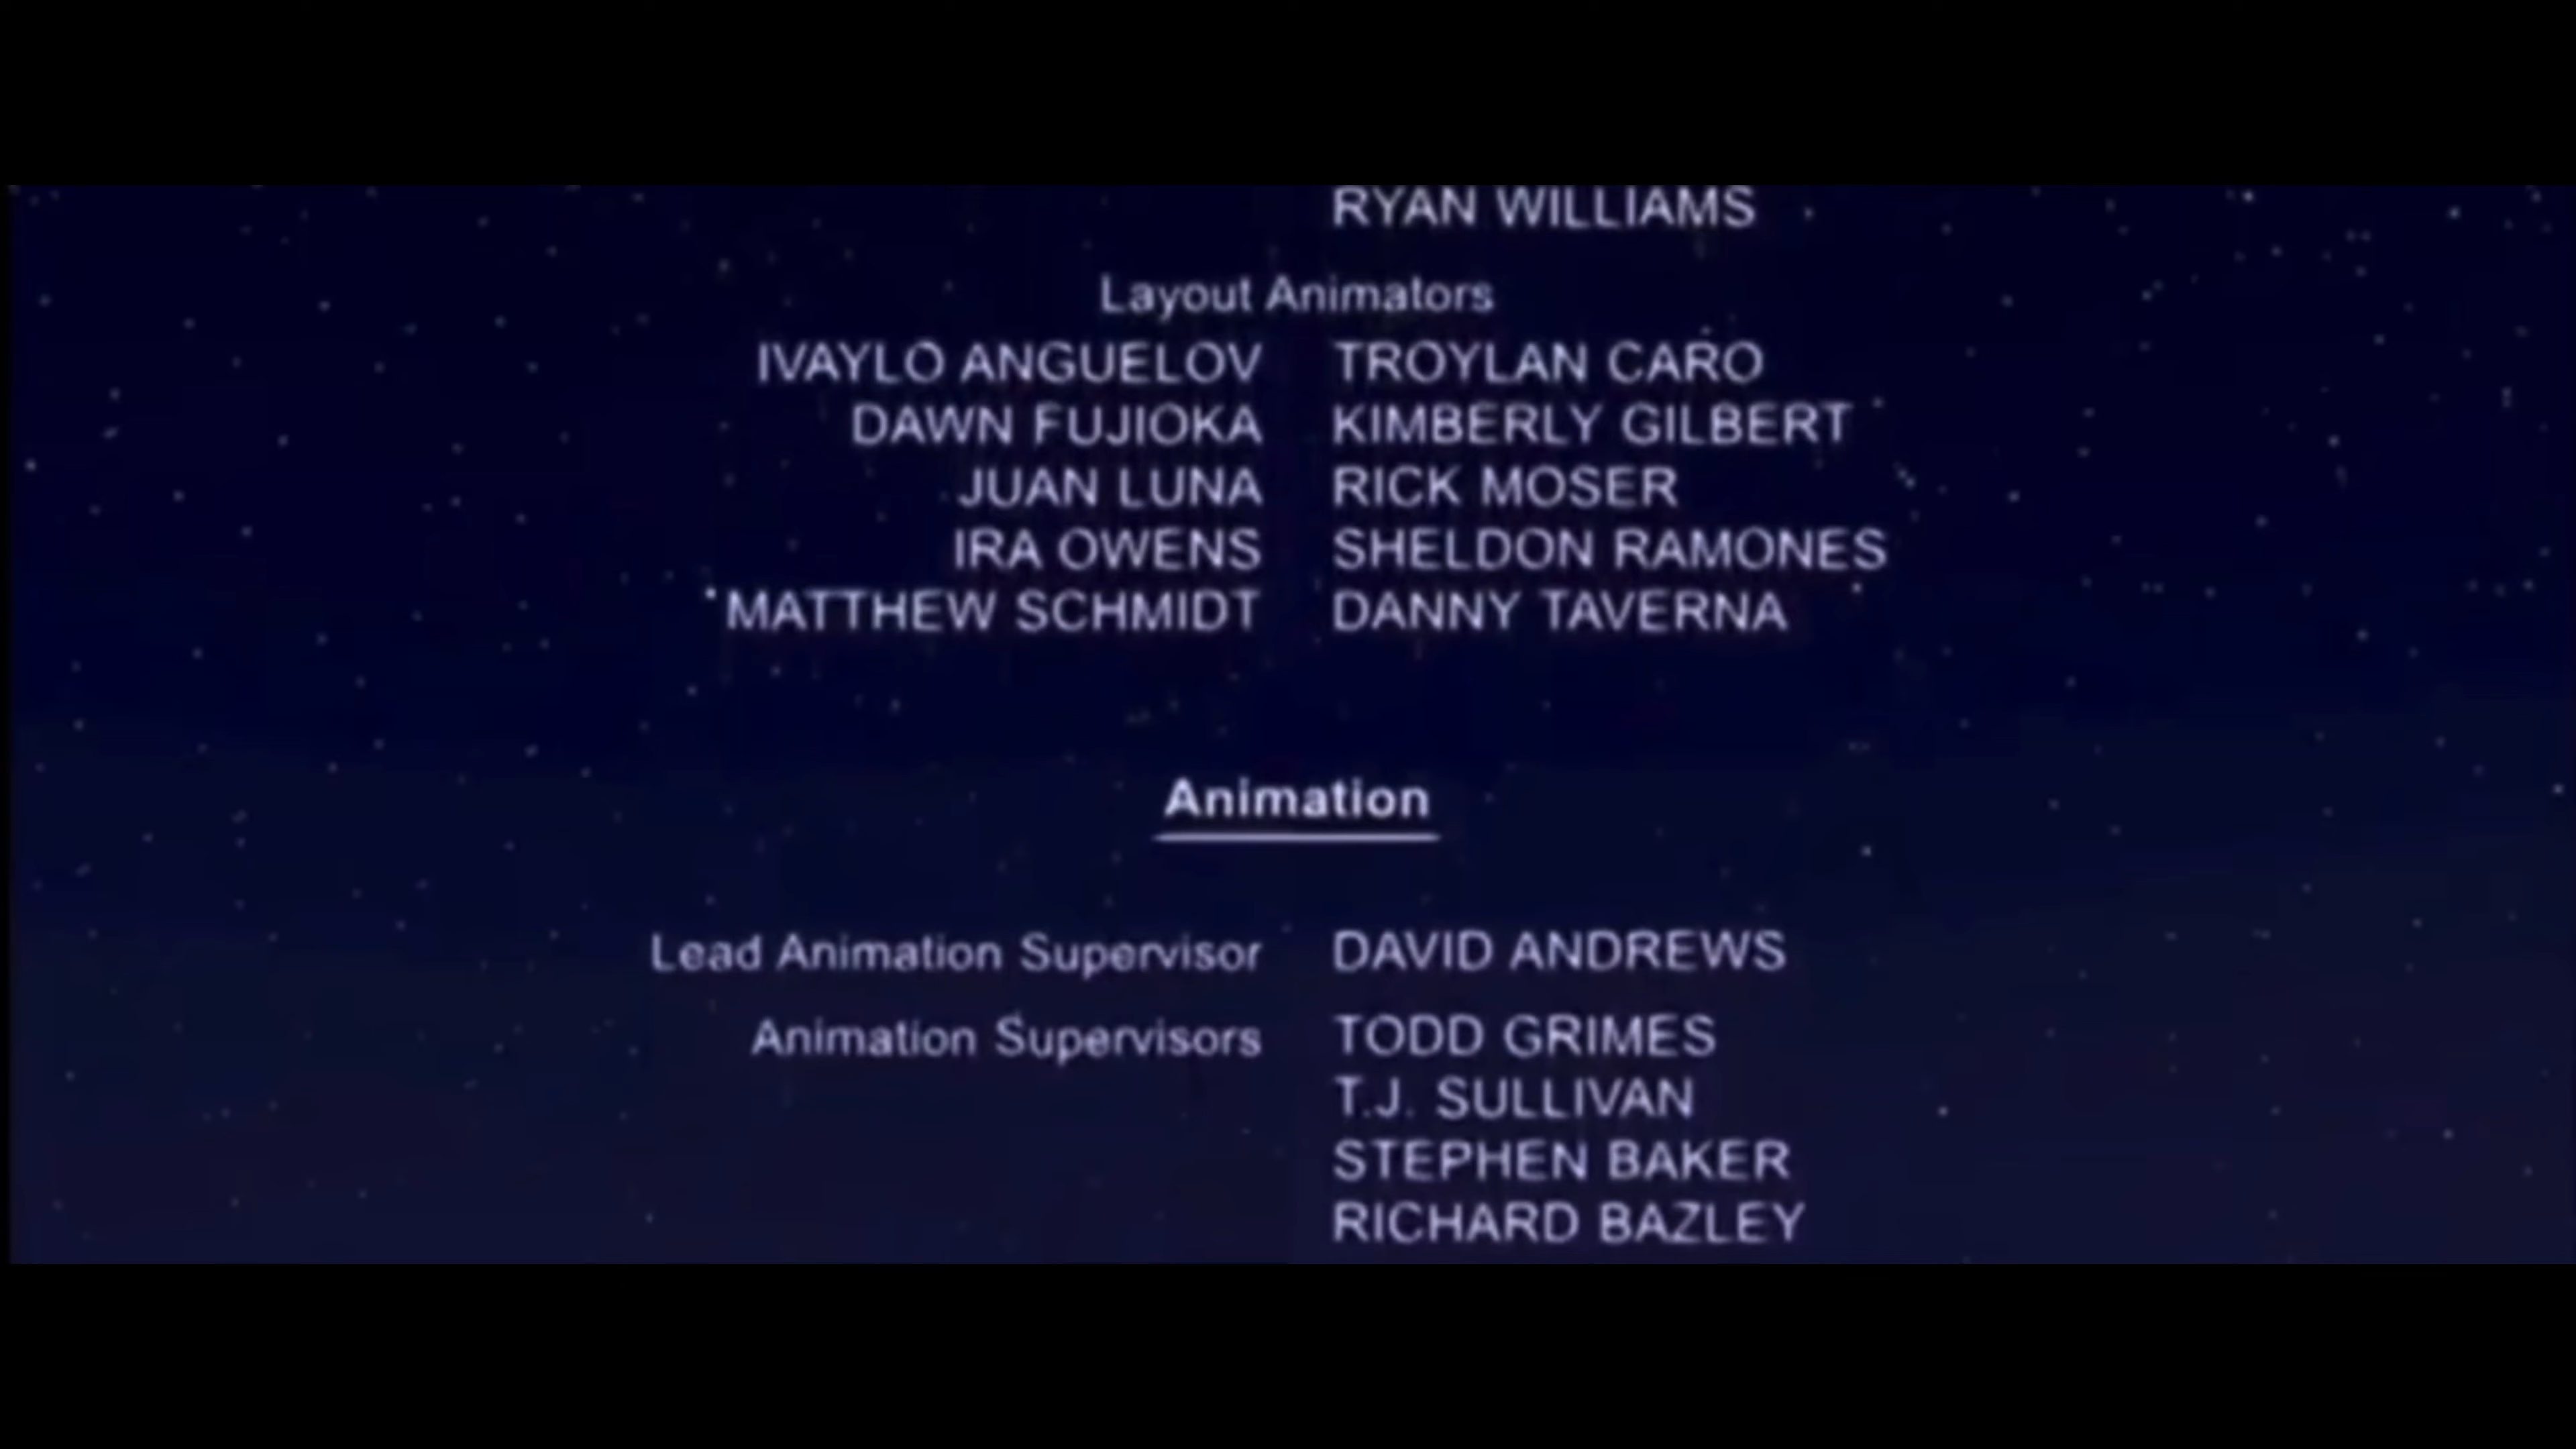 RYAN WILLIAMS
Layout Animators
IVAYLO ANGUELOV TROYLAN CARO
DAWN FUJIOKA KIMBERLY GILBERT
JUAN LUNA RICK MOSER
IRA OWENS SHELDON RAMONES
MATTHEW SCHMIDT DANNY TAVERNA
Animation
Lead Animation Supervisor DAVID ANDREWS
Animation Supervisors TODD GRIMES
T.J. SULLIVAN
STEPHEN BAKER
RICHARD BAZLEY